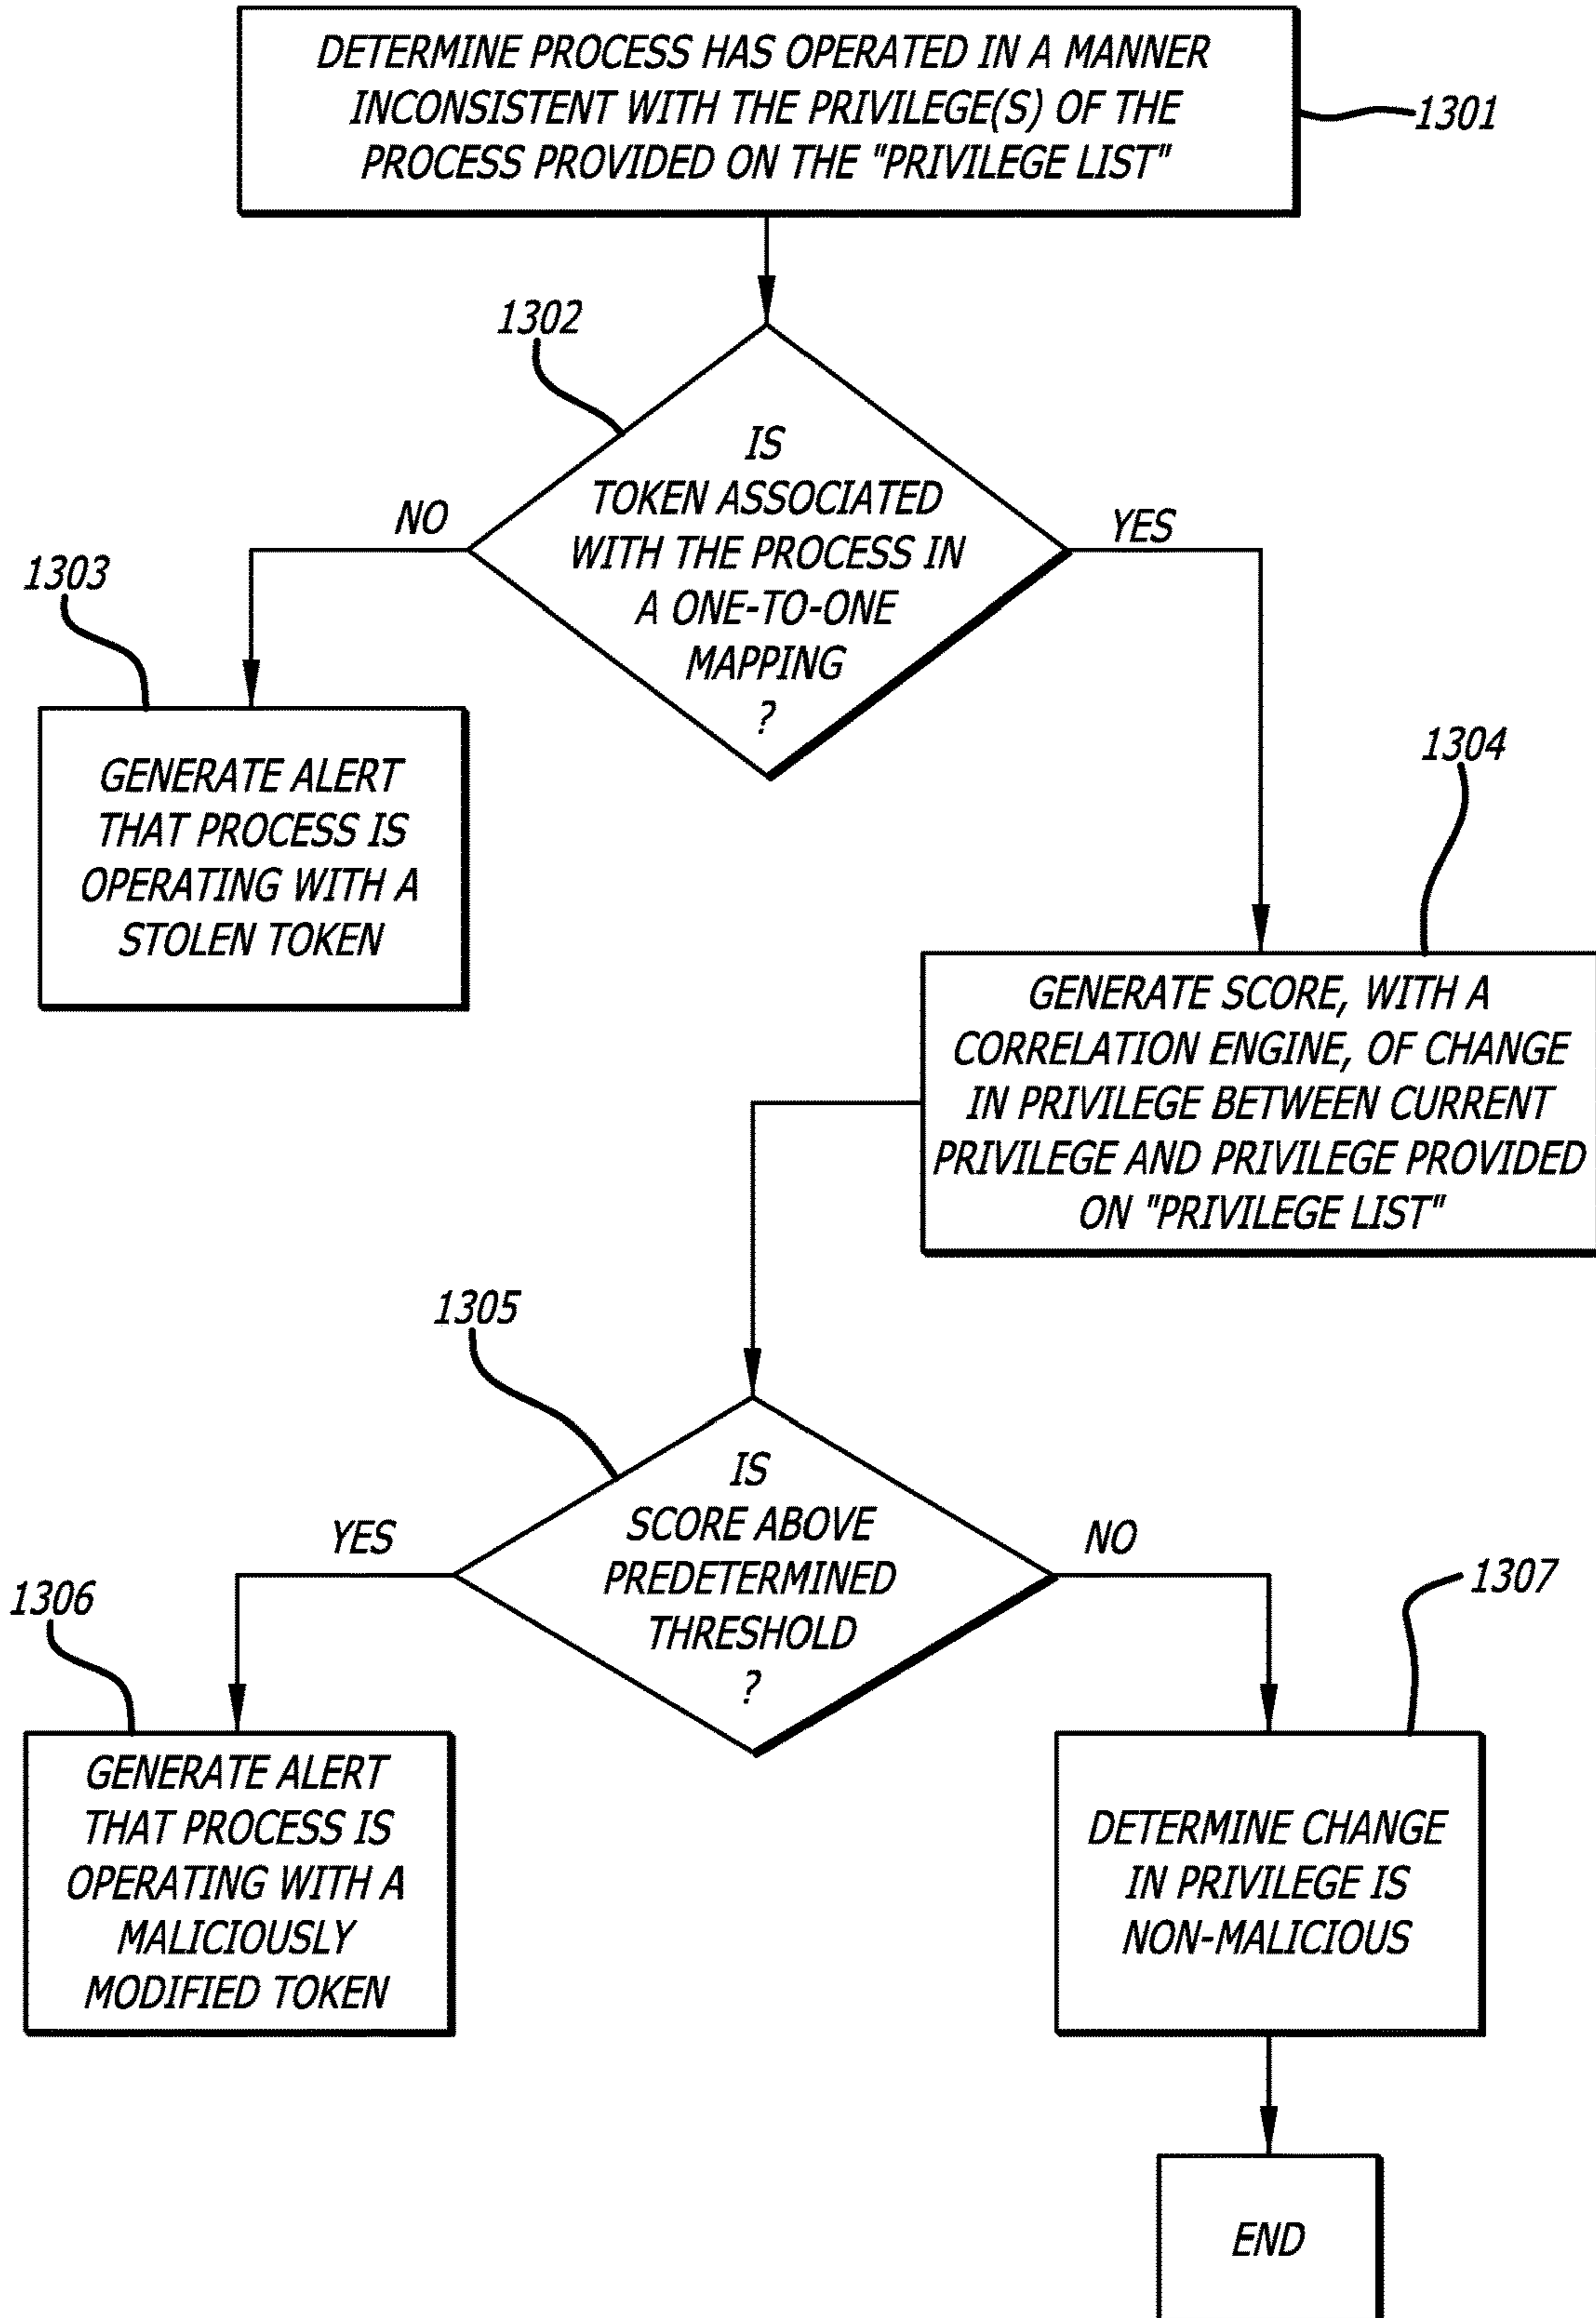 DETERMINE PROCESS HAS OPERATED IN A MANNER
INCONSISTENT WITH THE PRIVILEGE(S) OF THE
PROCESS PROVIDED ON THE "PRIVILEGE LIST"
1301
1302
IS
TOKEN ASSOCIATED
WITH THE PROCESS IN
A ONE-TO-ONE
MAPPING
?
NO
YES
1303
GENERATE ALERT
THAT PROCESS IS
OPERATING WITH A
STOLEN TOKEN
1304
GENERATE SCORE, WITH A
CORRELATION ENGINE, OF CHANGE
IN PRIVILEGE BETWEEN CURRENT
PRIVILEGE AND PRIVILEGE PROVIDED
ON "PRIVILEGE LIST"
1305
IS
SCORE ABOVE
PREDETERMINED
THRESHOLD
?
YES
NO
1306
GENERATE ALERT
THAT PROCESS IS
OPERATING WITH A
MALICIOUSLY
MODIFIED TOKEN
1307
DETERMINE CHANGE
IN PRIVILEGE IS
NON-MALICIOUS
END